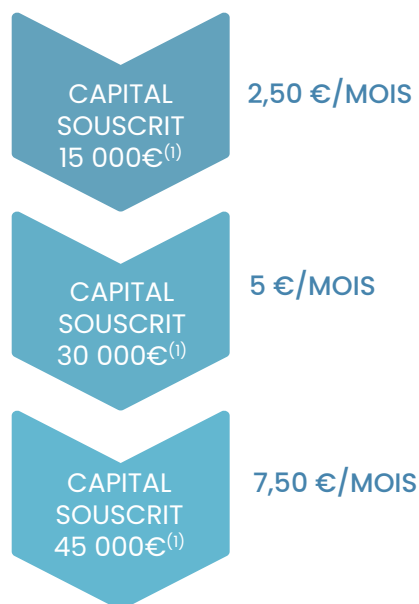 CAPITAL
SOUSCRIT
15 000€(1)
2,50 €/MOIS
CAPITAL
SOUSCRIT
30 000€(1)
5 €/MOIS
CAPITAL
SOUSCRIT
45 000€(1)
7,50 €/MOIS